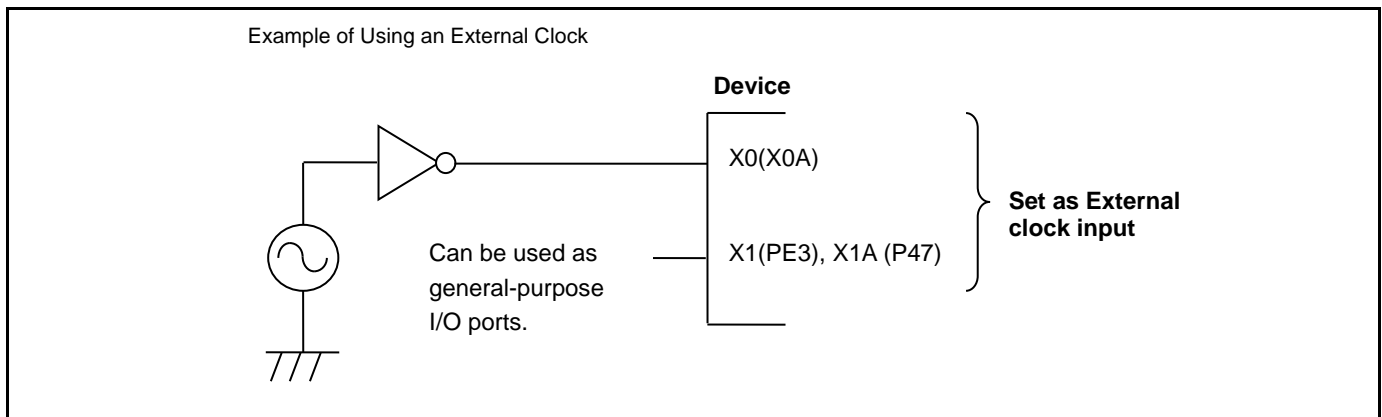 Example of Using an External Clock
Device
X0(X0A)
Set as External
clock input
Can be used as
general-purpose
I/O ports.
X1(PE3), X1A (P47)